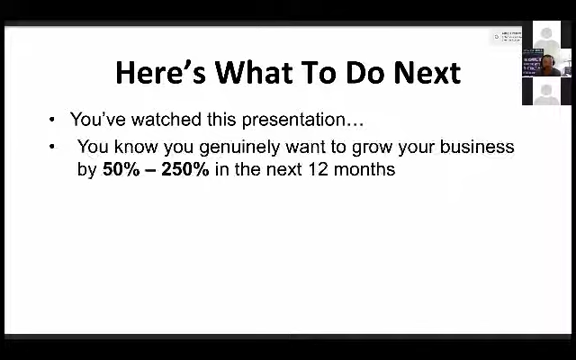 Here's What To Do Next
• You've watched this presentation…
• You know you genuinely want to grow your business
by 50% – 250% in the next 12 months